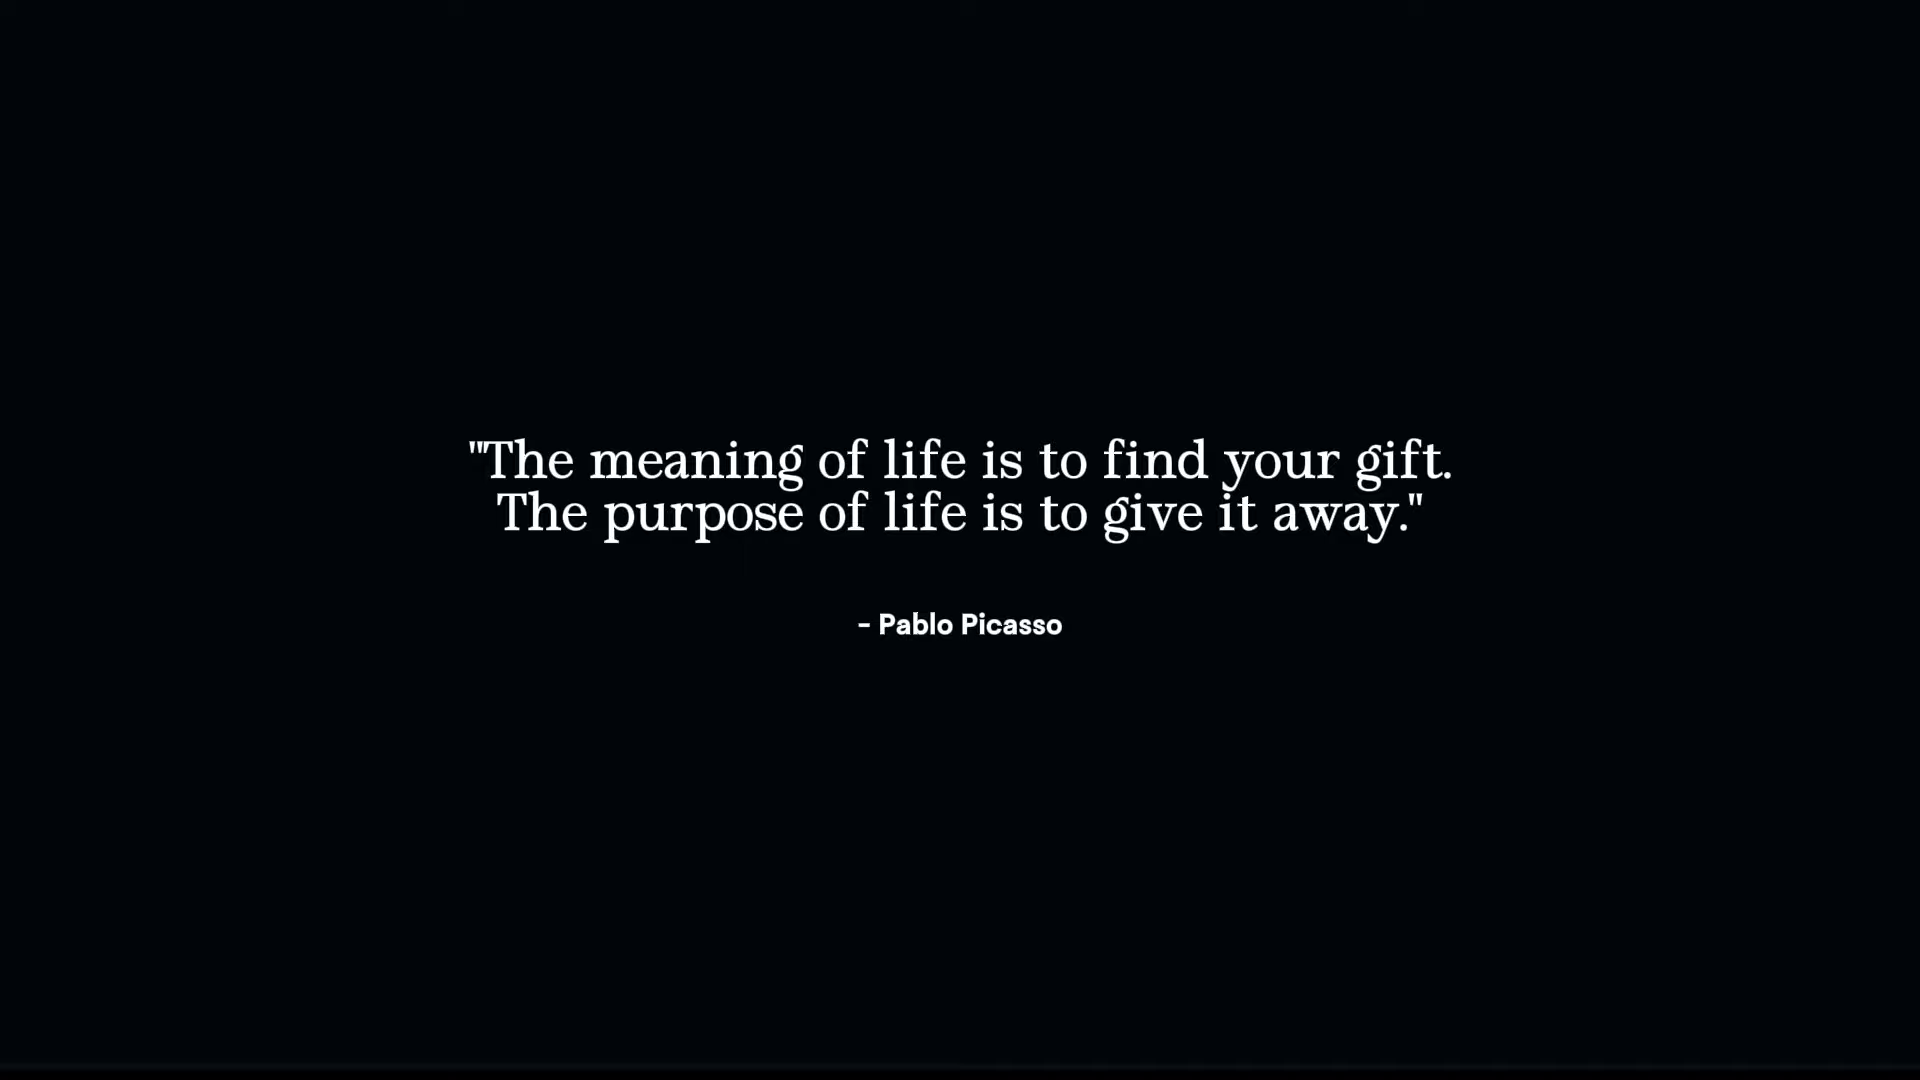 "The meaning of life is to find your gift.
The purpose of life is to give it away."
- Pablo Picasso